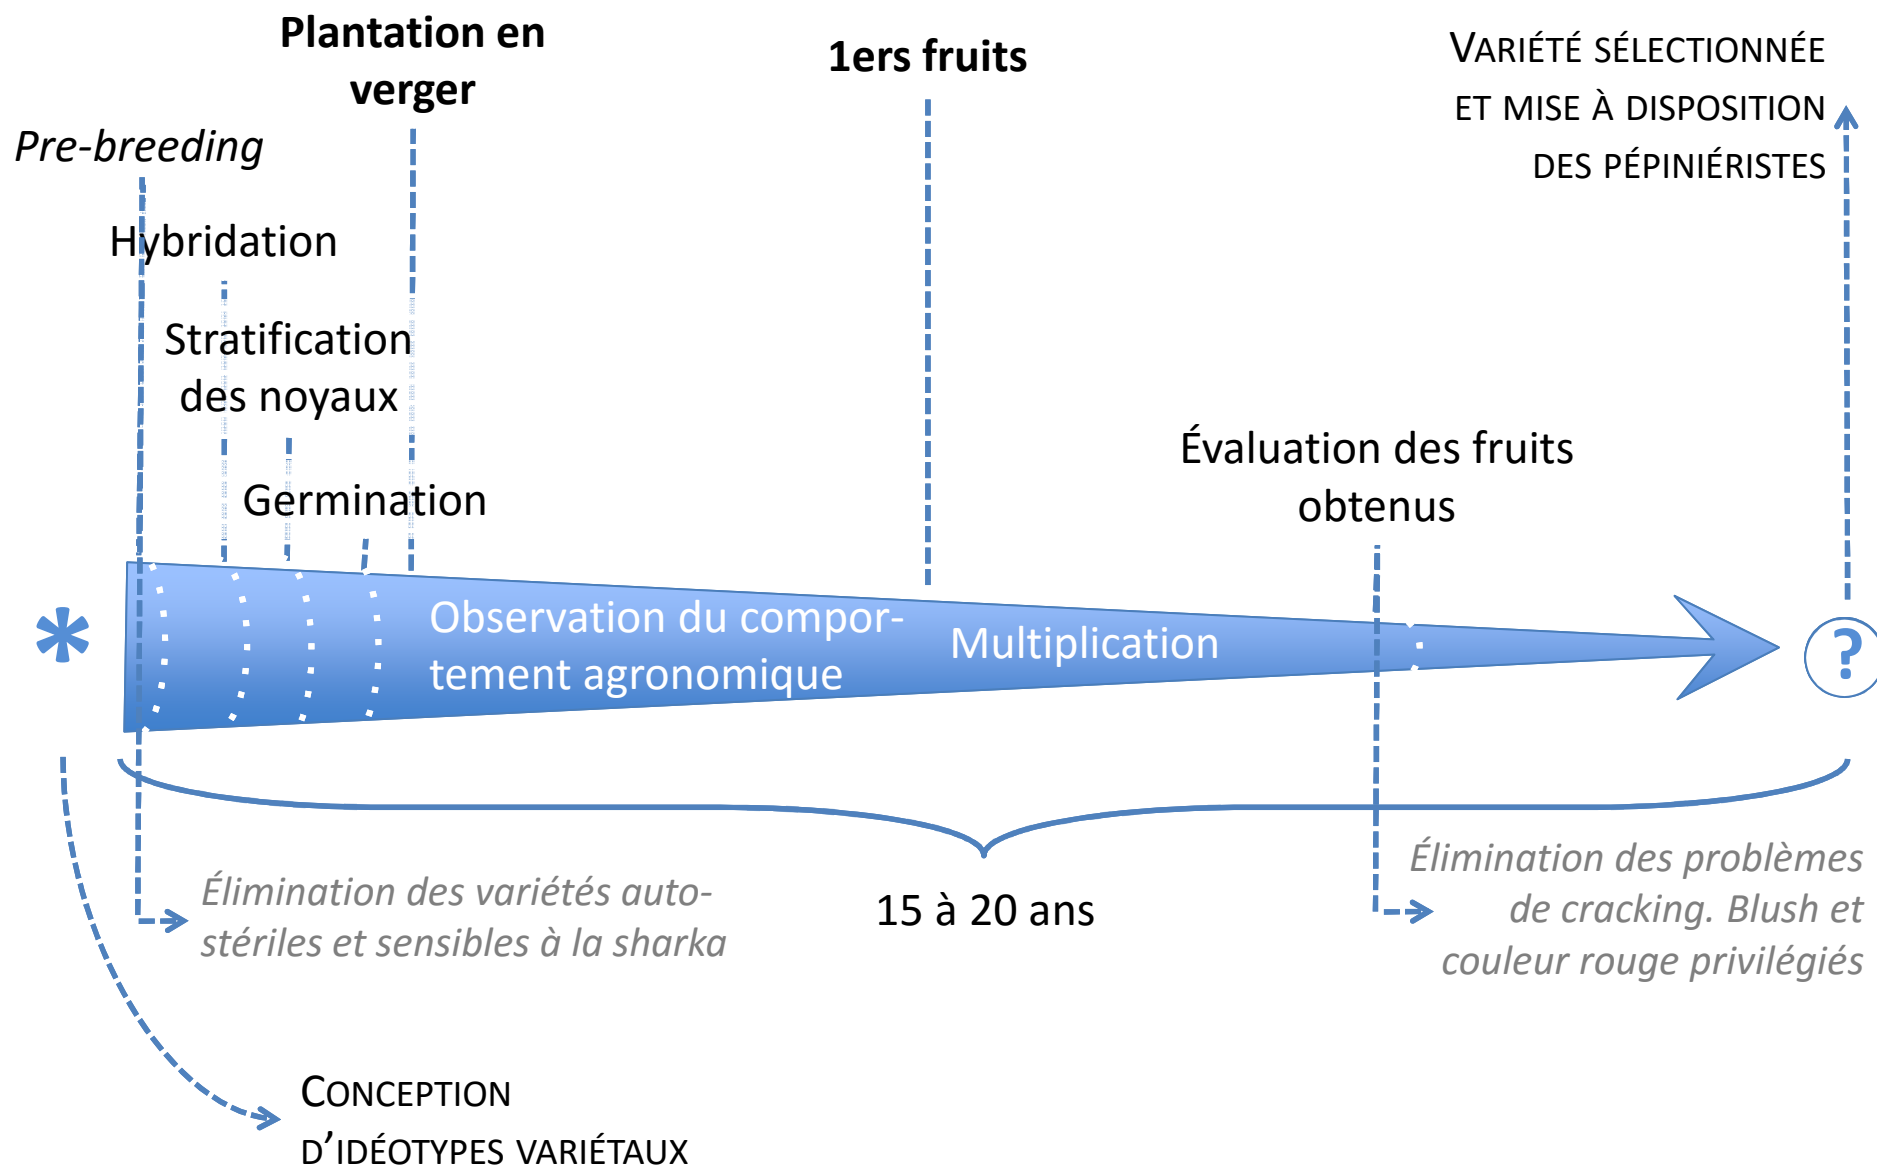 Plantation en
verger
1ers fruits
VARIÉTÉ SÉLECTIONNÉE
ET MISE À DISPOSITION
DES PÉPINIÉRISTES
Pre-breeding
Hybridation
Stratification
des noyaux
Germination
Évaluation des fruits
obtenus
*
Observation du compor-
tement agronomique
Multiplication
?
Élimination des variétés auto-
stériles et sensibles à la sharka
15 à 20 ans
Élimination des problèmes
de cracking. Blush et
couleur rouge privilégiés
CONCEPTION
D'IDÉOTYPES VARIÉTAUX